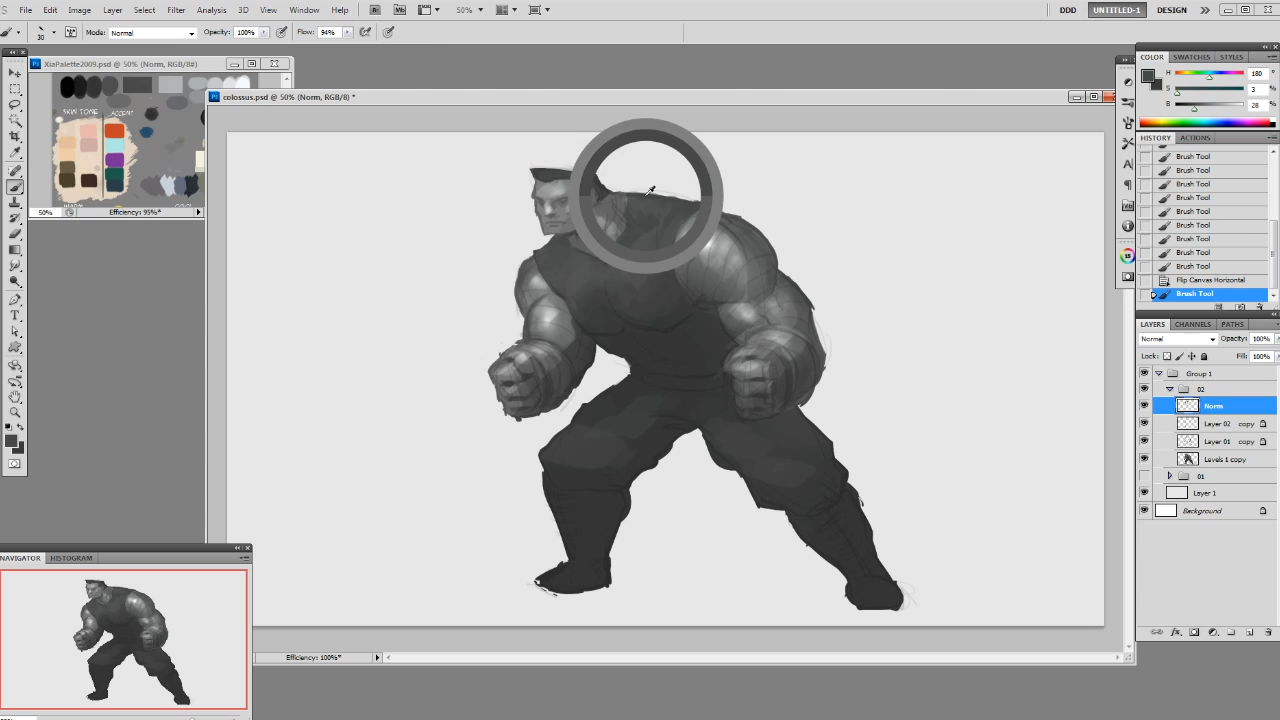 File Edit Image Layer Select Filter Analysis 3D View Window Help Br Mb 50% DDD UNTITLED-1 DESIGN
30 Mode: Normal Opacity: 100% Flow: 94%
XiaPalette2009.psd @ 50% (Norm, RGB/8#)
SKIN TONE ACCENT
50% Efficiency: 95%*
colossus.psd @ 50% (Norm, RGB/8) *
Efficiency: 100%*
NAVIGATOR HISTOGRAM
COLOR SWATCHES STYLES
H 180 °
S 3 %
B 28 %
HISTORY ACTIONS
Brush Tool
Brush Tool
Brush Tool
Brush Tool
Brush Tool
Brush Tool
Brush Tool
Brush Tool
Brush Tool
Flip Canvas Horizontal
Brush Tool
LAYERS CHANNELS PATHS
Normal Opacity: 100%
Lock: Fill: 100%
Group 1
02
Norm
Layer 02 copy
Layer 01 copy
Levels 1 copy
01
Layer 1
Background